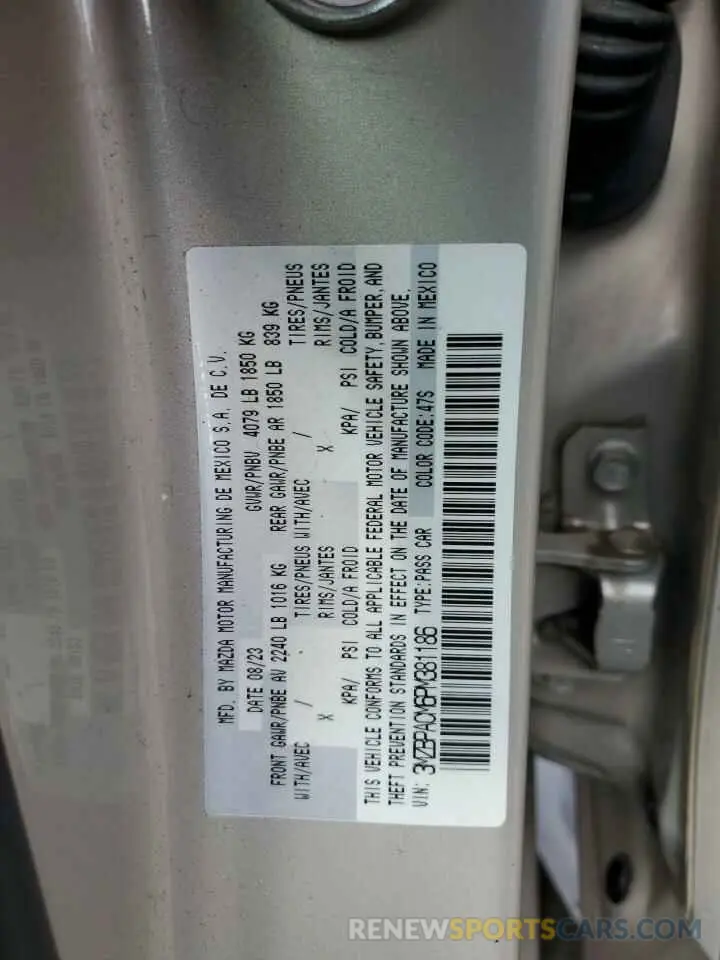 MFD. BY MAZDA MOTOR MANUFACTURING DE MEXICO S.A. DE C.V.
DATE 08/23 GVWR/PNBV 4079 LB 1850 KG
FRONT GAWR/PNBE AV 2240 LB 1016 KG REAR GAWR/PNBE AR 1850 LB 839 KG
WITH/AVEC / TIRES/PNEUS WITH/AVEC / TIRES/PNEUS
X RIMS/JANTES X RIMS/JANTES
KPA/ PSI COLD/A FROID KPA/ PSI COLD/A FROID
THIS VEHICLE CONFORMS TO ALL APPLICABLE FEDERAL MOTOR VEHICLE SAFETY, BUMPER, AND
THEFT PREVENTION STANDARDS IN EFFECT ON THE DATE OF MANUFACTURE SHOWN ABOVE.
VIN: 3MZBPACM6PM381186 TYPE:PASS CAR COLOR CODE:47S MADE IN MEXICO
RENEWSPORTSCARS.COM